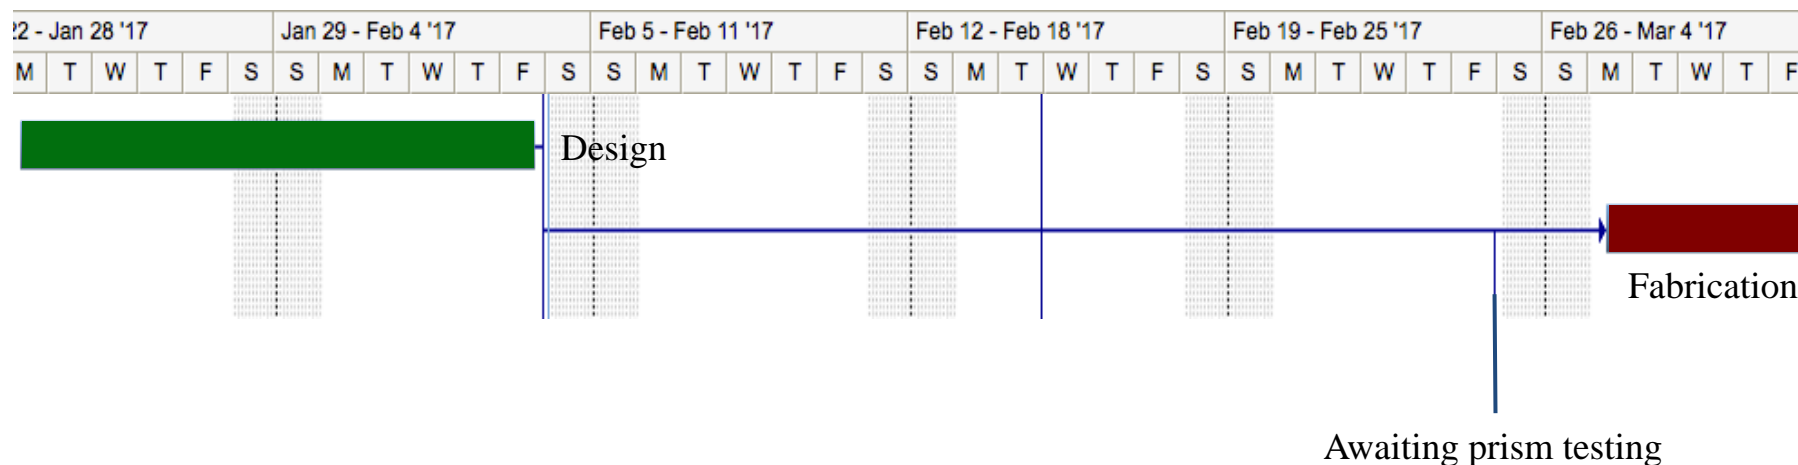 22 - Jan 28 '17 Jan 29 - Feb 4 '17 Feb 5 - Feb 11 '17 Feb 12 - Feb 18 '17 Feb 19 - Feb 25 '17 Feb 26 - Mar 4 '17
M T W T F S S M T W T F S S M T W T F S S M T W T F S S M T W T F S S M T W T F
Design
Fabrication
Awaiting prism testing